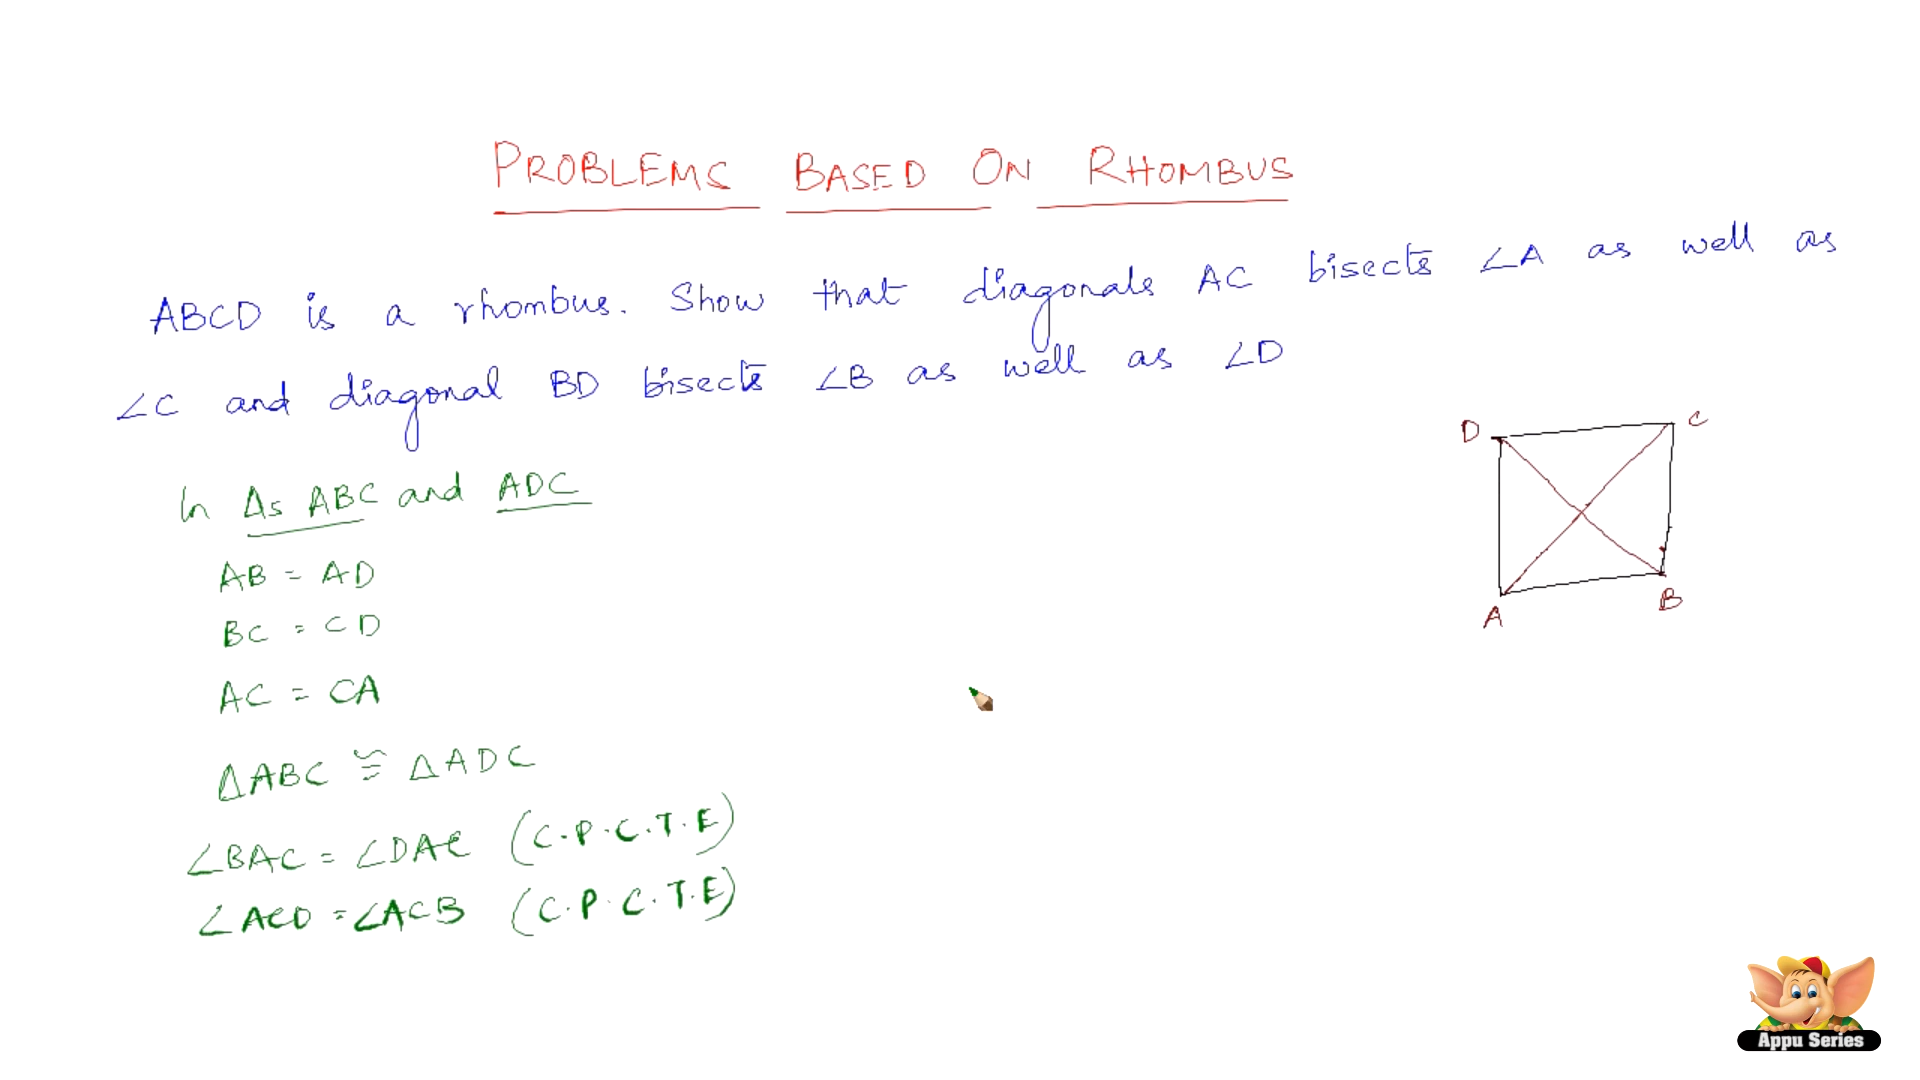 PROBLEMS BASED ON RHOMBUS
ABCD is a rhombus. Show that diagonals AC bisects ∠A as well as
∠C and diagonal BD bisects ∠B as well as ∠D
In Δs ABC and ADC
AB = AD
BC = CD
AC = CA
ΔABC ≅ ΔADC
∠BAC = ∠DAC (C.P.C.T.E)
∠ACD = ∠ACB (C.P.C.T.E)
D
C
A
B
Appu Series